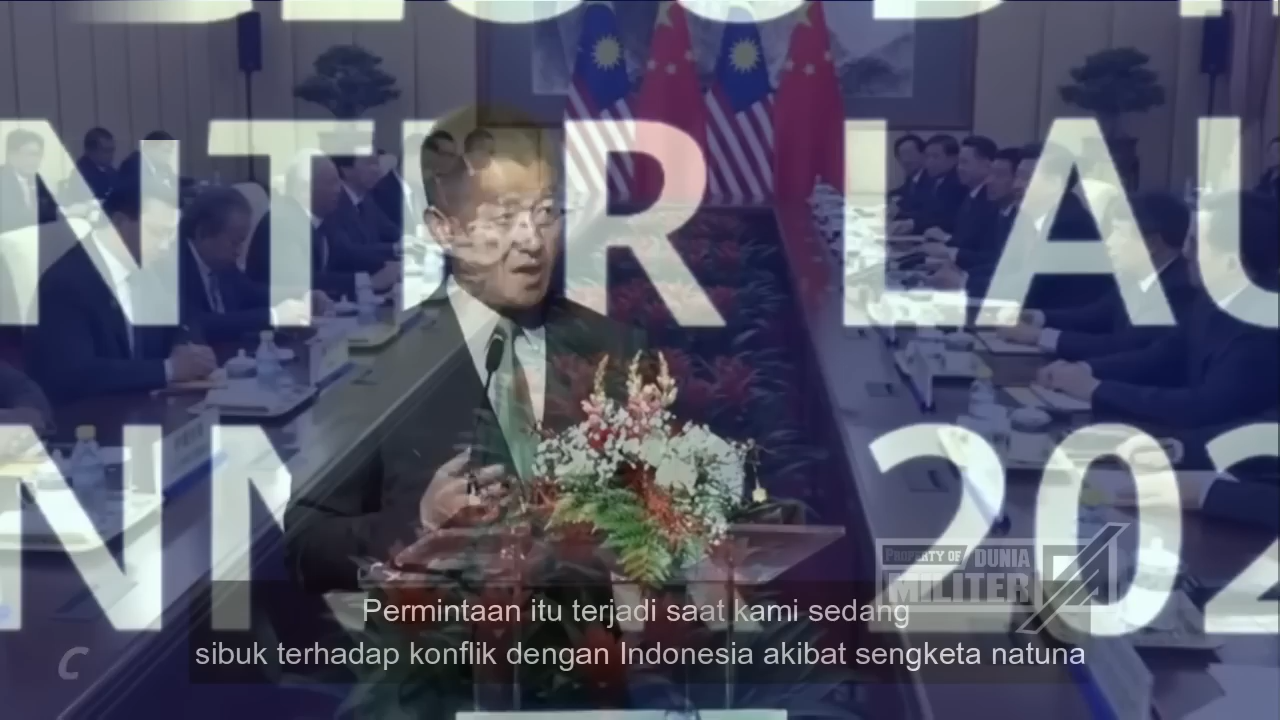 NTER LAU
NN 202
PROPERTY OF DUNIA
MILITER
Permintaan itu terjadi saat kami sedang
sibuk terhadap konflik dengan Indonesia akibat sengketa natuna
C